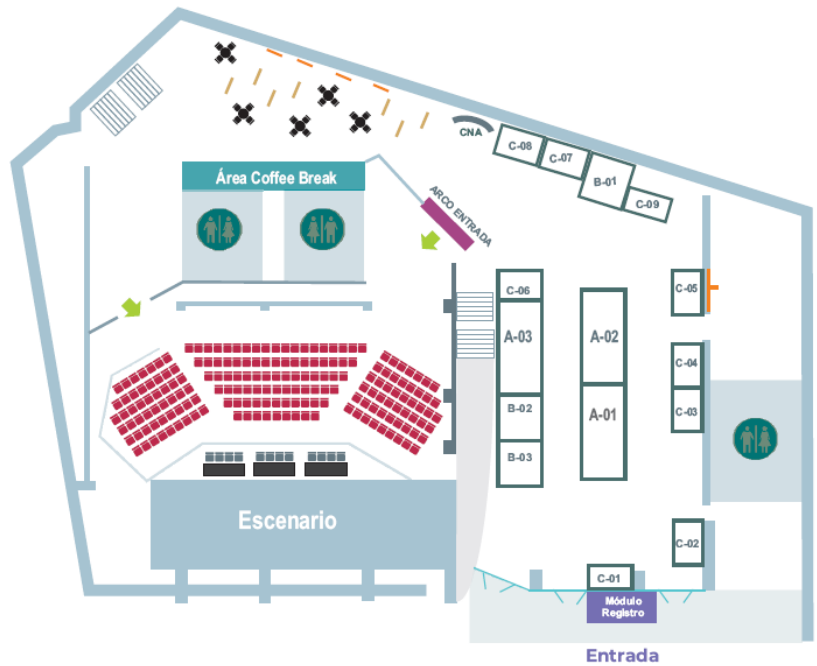 CNA
C-08
C-07
B-01
C-09
Área Coffee Break
ARCO ENTRADA
C-06
C-05
A-03
A-02
C-04
B-02
A-01
C-03
B-03
Escenario
C-02
C-01
Módulo
Registro
Entrada